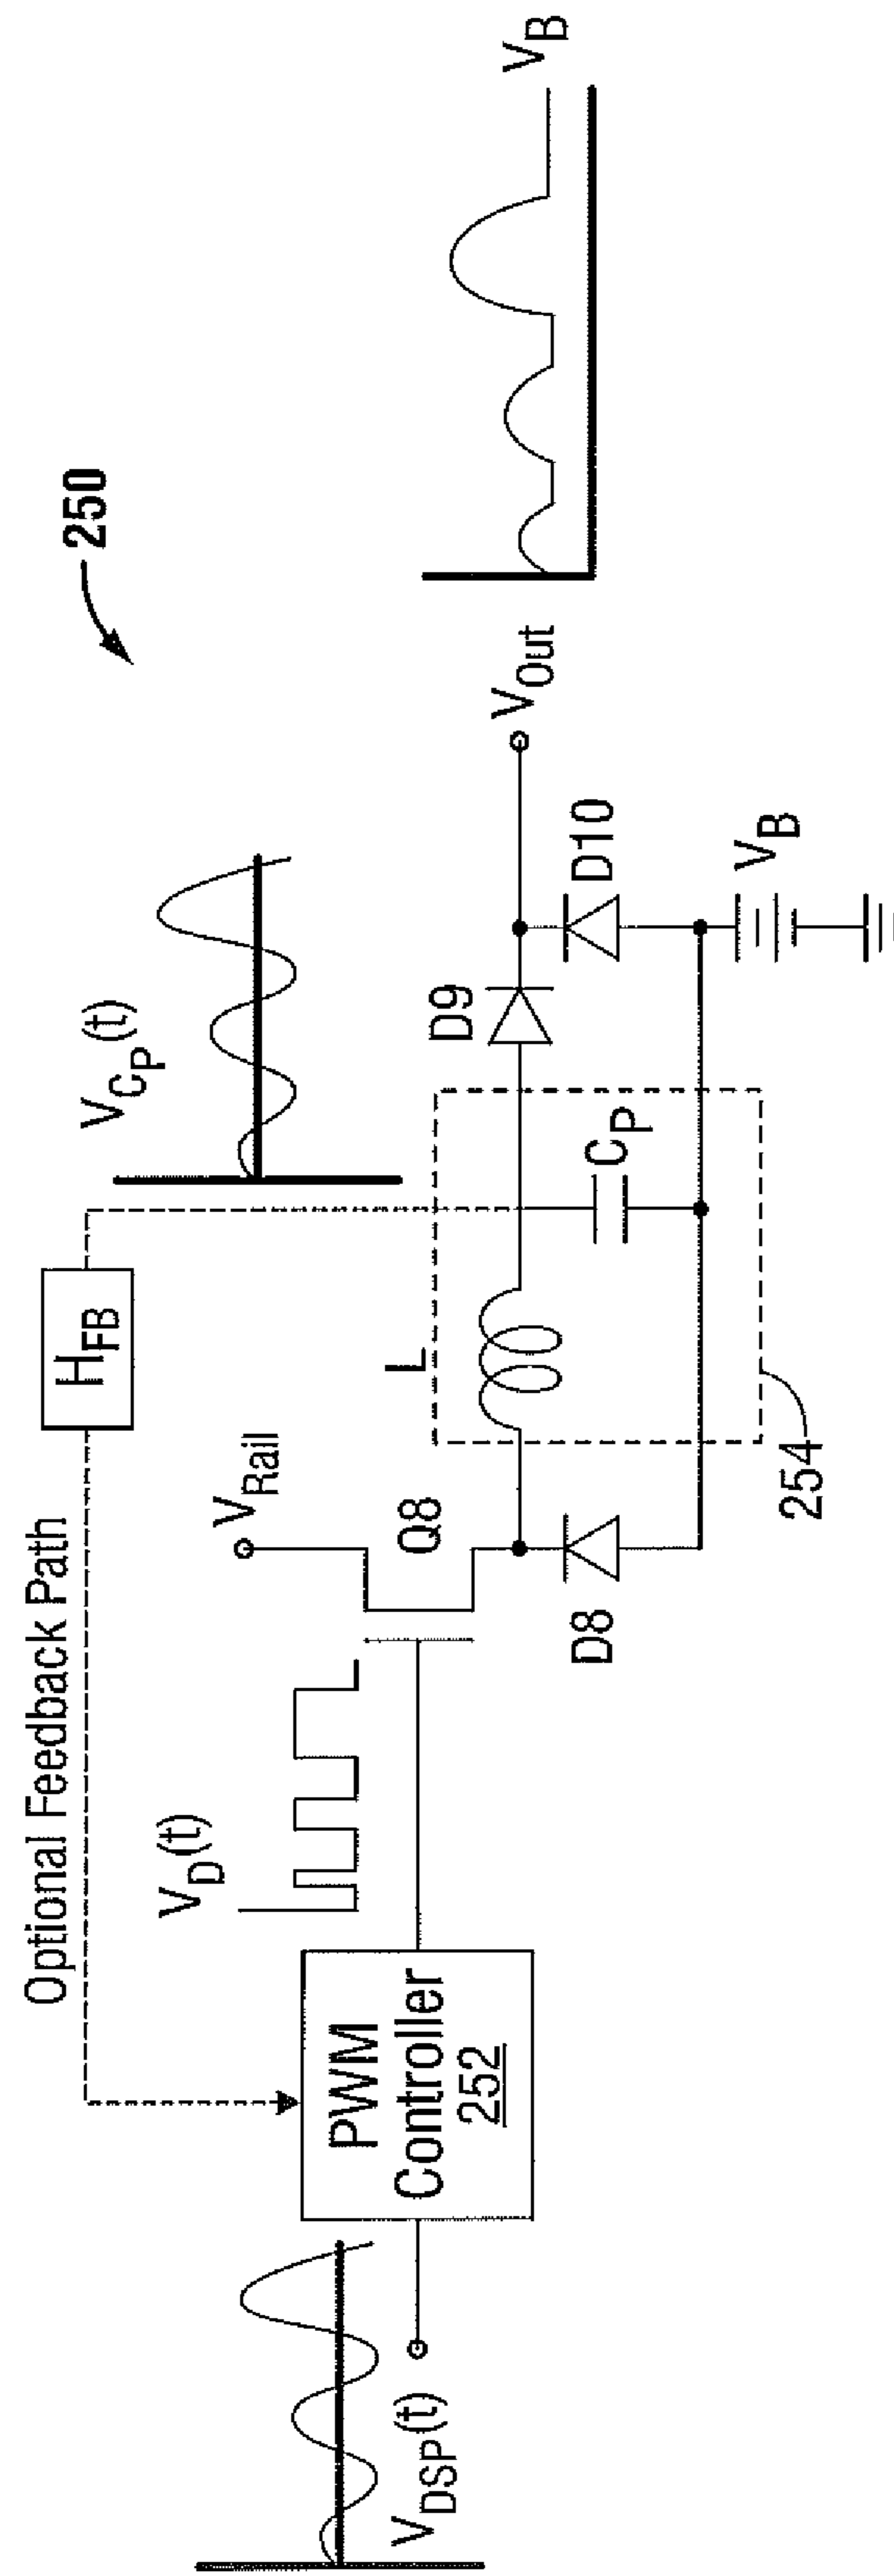 250
Optional Feedback Path
H_FB
V_CP(t)
V_B
V_D(t)
V_Rail
Q8
L
D9
V_Out
V_DSP(t)
PWM
Controller
252
D8
C_P
D10
V_B
254